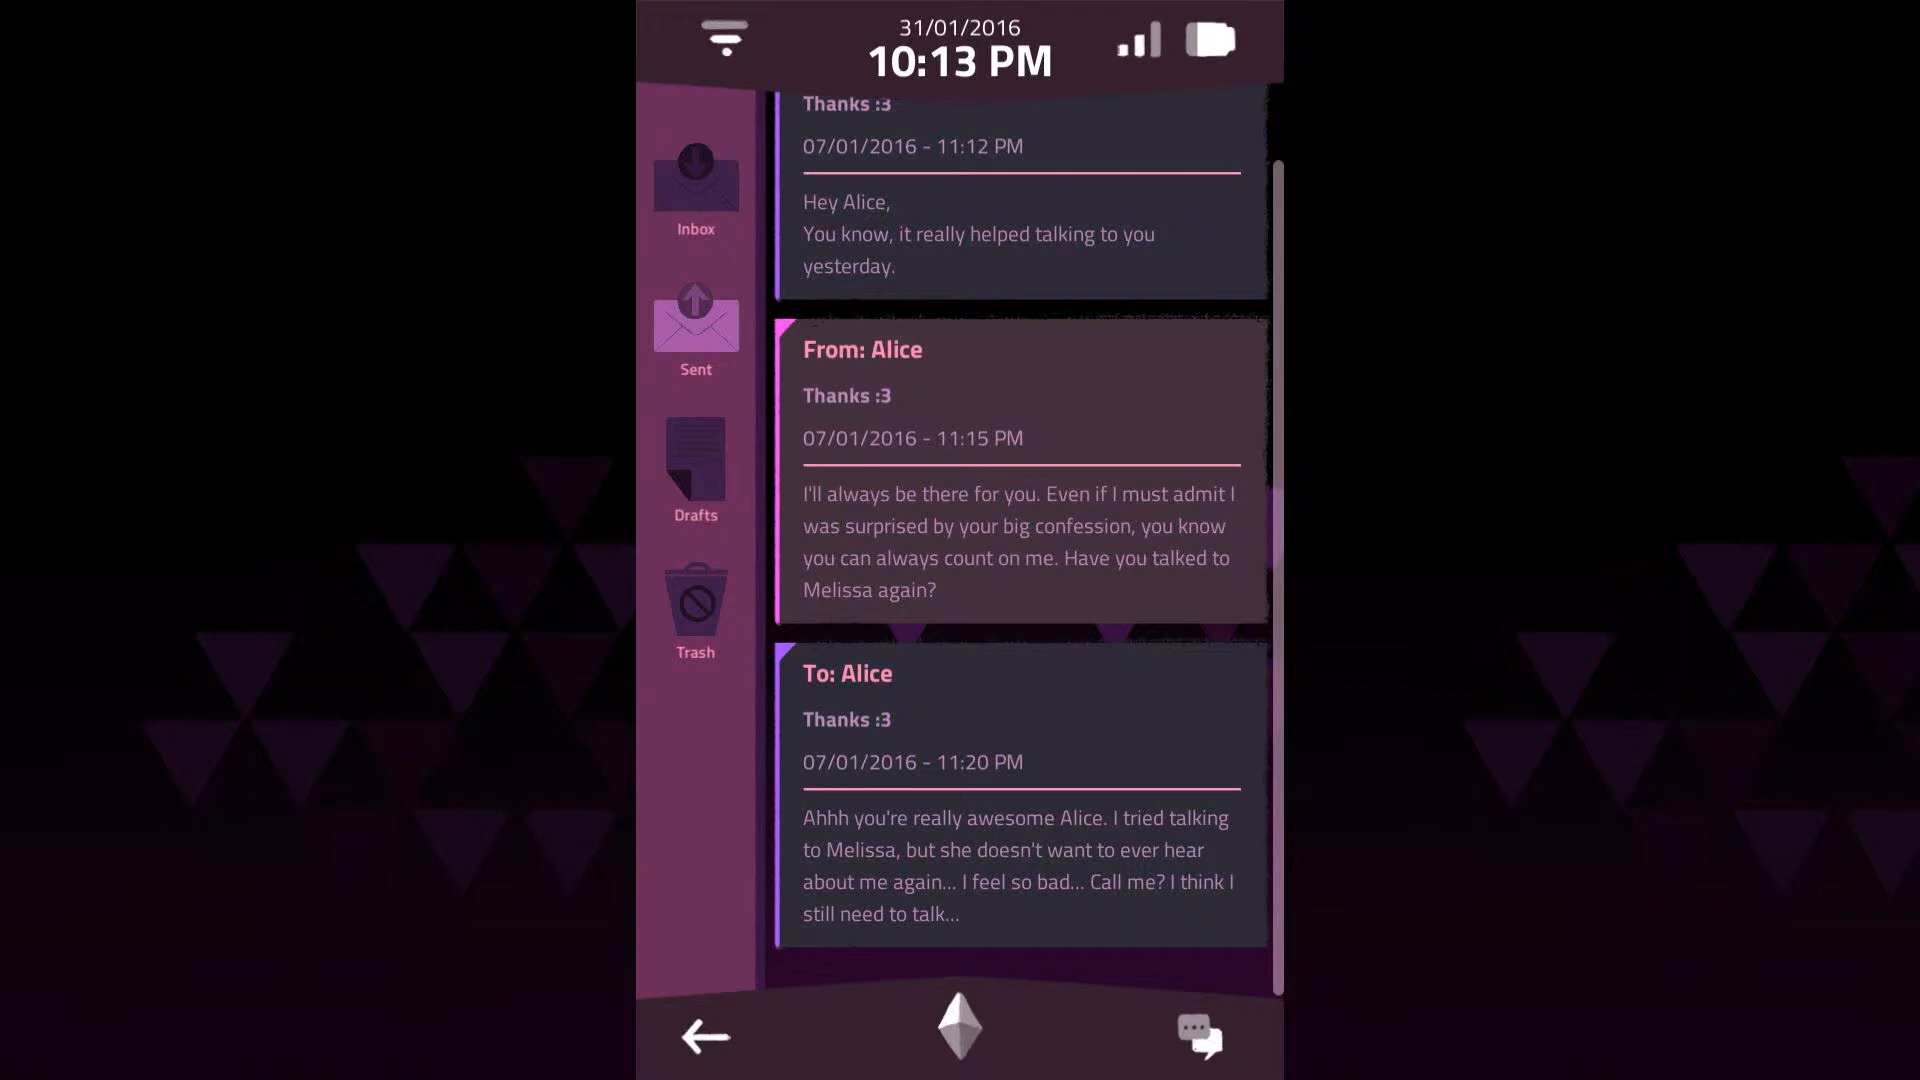 31/01/2016
10:13 PM
Inbox
Sent
Drafts
Trash
Thanks :3
07/01/2016 - 11:12 PM
Hey Alice,
You know, it really helped talking to you
yesterday.
From: Alice
Thanks :3
07/01/2016 - 11:15 PM
I'll always be there for you. Even if I must admit I
was surprised by your big confession, you know
you can always count on me. Have you talked to
Melissa again?
To: Alice
Thanks :3
07/01/2016 - 11:20 PM
Ahhh you're really awesome Alice. I tried talking
to Melissa, but she doesn't want to ever hear
about me again... I feel so bad... Call me? I think I
still need to talk...